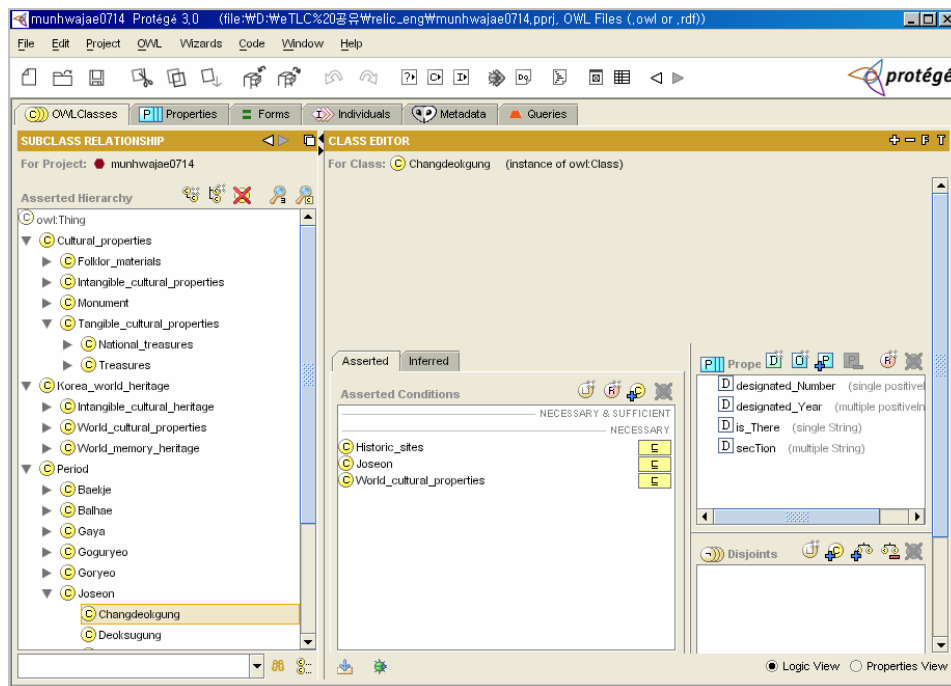 munhwajae0714 Protégé 3.0 (file:₩D:₩eTLC%20공유₩relic_eng₩munhwajae0714.pprj, OWL Files (.owl or .rdf))
File Edit Project OWL Wizards Code Window Help
protégé
OWLClasses Properties Forms Individuals Metadata Queries
SUBCLASS RELATIONSHIP
For Project: munhwajae0714
Asserted Hierarchy
owl:Thing
Cultural_properties
Folklor_materials
Intangible_cultural_properties
Monument
Tangible_cultural_properties
National_treasures
Treasures
Korea_world_heritage
Intangible_cultural_heritage
World_cultural_properties
World_memory_heritage
Period
Baekje
Balhae
Gaya
Goguryeo
Goryeo
Joseon
Changdeokgung
Deoksugung
CLASS EDITOR
For Class: Changdeokgung (instance of owl:Class)
Asserted Inferred
Asserted Conditions
NECESSARY & SUFFICIENT
NECESSARY
Historic_sites
Joseon
World_cultural_properties
Prope
designated_Number (single positiveI
designated_Year (multiple positiveIn
is_There (single String)
secTion (multiple String)
Disjoints
Logic View Properties View